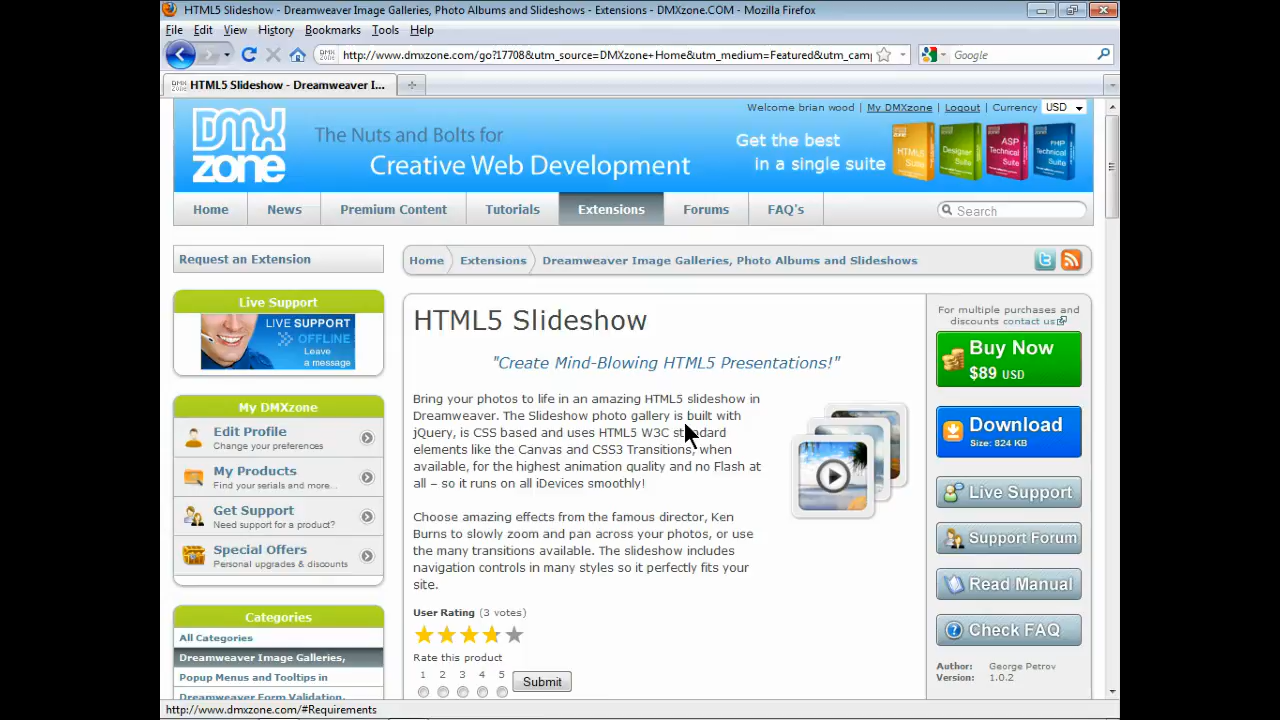 HTML5 Slideshow - Dreamweaver Image Galleries, Photo Albums and Slideshows - Extensions - DMXzone.COM - Mozilla Firefox
File Edit View History Bookmarks Tools Help
http://www.dmxzone.com/go?17708&utm_source=DMXzone+Home&utm_medium=Featured&utm_cam
Google
HTML5 Slideshow - Dreamweaver I...
Welcome brian wood | My DMXzone | Logout | Currency USD
DMX zone
The Nuts and Bolts for
Creative Web Development
Get the best
in a single suite
HTML5 Suite
Designer Suite
ASP Technical Suite
PHP Technical Suite
Home News Premium Content Tutorials Extensions Forums FAQ's
Search
Request an Extension
Home Extensions Dreamweaver Image Galleries, Photo Albums and Slideshows
Live Support
LIVE SUPPORT
OFFLINE
Leave
a message
My DMXzone
Edit Profile
Change your preferences
My Products
Find your serials and more...
Get Support
Need support for a product?
Special Offers
Personal upgrades & discounts
Categories
All Categories
Dreamweaver Image Galleries,
Popup Menus and Tooltips in
Dreamweaver Form Validation,
HTML5 Slideshow
"Create Mind-Blowing HTML5 Presentations!"
Bring your photos to life in an amazing HTML5 slideshow in
Dreamweaver. The Slideshow photo gallery is built with
jQuery, is CSS based and uses HTML5 W3C standard
elements like the Canvas and CSS3 Transitions, when
available, for the highest animation quality and no Flash at
all – so it runs on all iDevices smoothly!
Choose amazing effects from the famous director, Ken
Burns to slowly zoom and pan across your photos, or use
the many transitions available. The slideshow includes
navigation controls in many styles so it perfectly fits your
site.
User Rating (3 votes)
Rate this product
1 2 3 4 5
Submit
For multiple purchases and
discounts contact us
Buy Now
$89 USD
Download
Size: 824 KB
Live Support
Support Forum
Read Manual
Check FAQ
Author: George Petrov
Version: 1.0.2
http://www.dmxzone.com/#Requirements